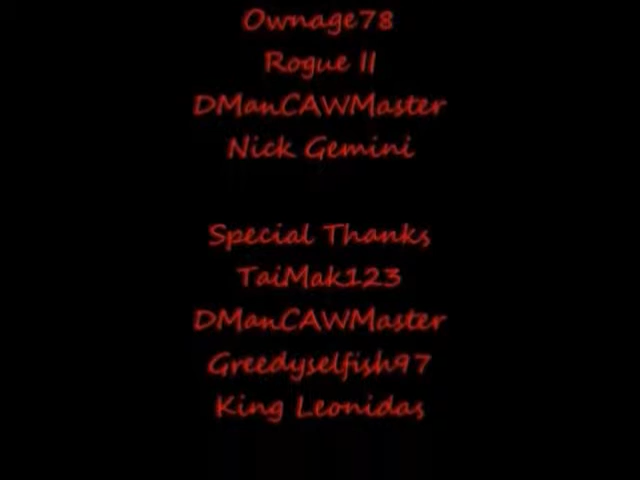 Ownage78
Rogue II
DManCAWMaster
Nick Gemini
Special Thanks
TaiMak123
DManCAWMaster
Greedyselfish97
King Leonidas